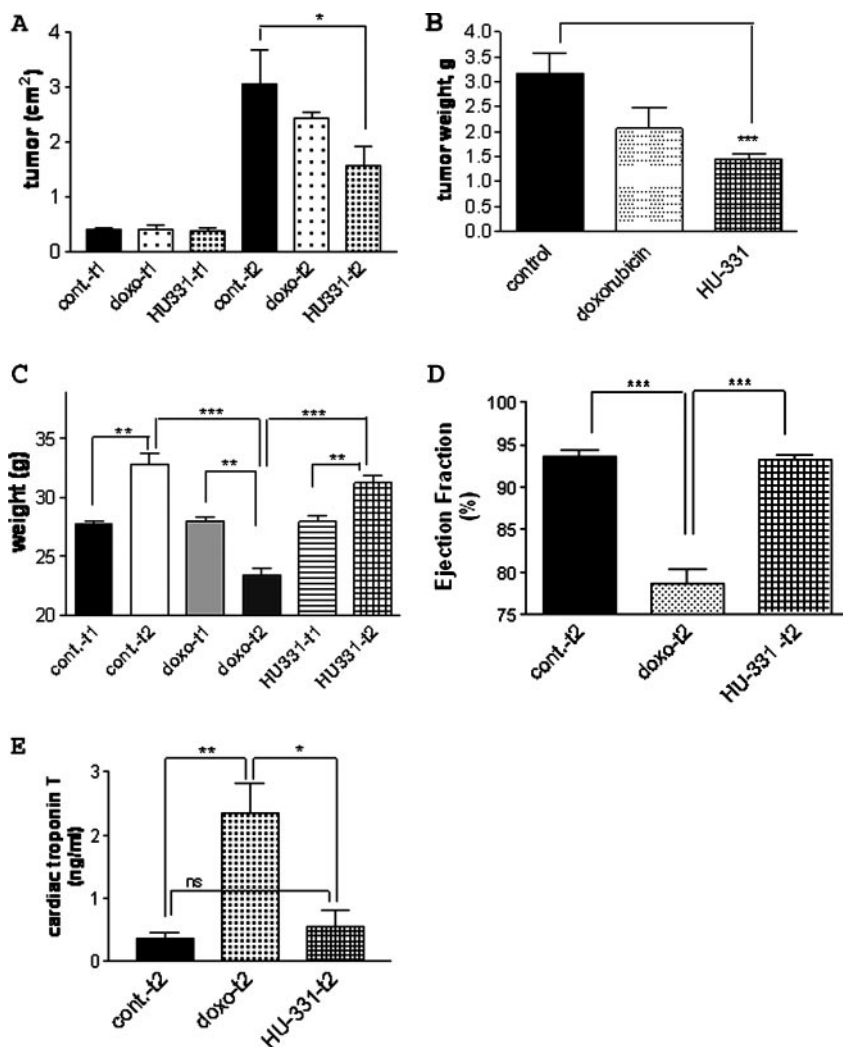 A
tumor (cm²)
3
2
1
0
*
cont.-t1
doxo-t1
HU331-t1
cont.-t2
doxo-t2
HU331-t2
B
tumor weight, g
4.0
3.5
3.0
2.5
2.0
1.5
1.0
0.5
0.0
***
control
doxorubicin
HU-331
C
weight (g)
35
30
25
20
**
***
**
***
**
cont.-t1
cont.-t2
doxo-t1
doxo-t2
HU331-t1
HU331-t2
D
Ejection Fraction
(%)
100
95
90
85
80
75
***
***
cont.-t2
doxo-t2
HU-331 -t2
E
cardiac troponin T
(ng/ml)
3
2
1
0
**
*
ns
cont.-t2
doxo-t2
HU-331-t2